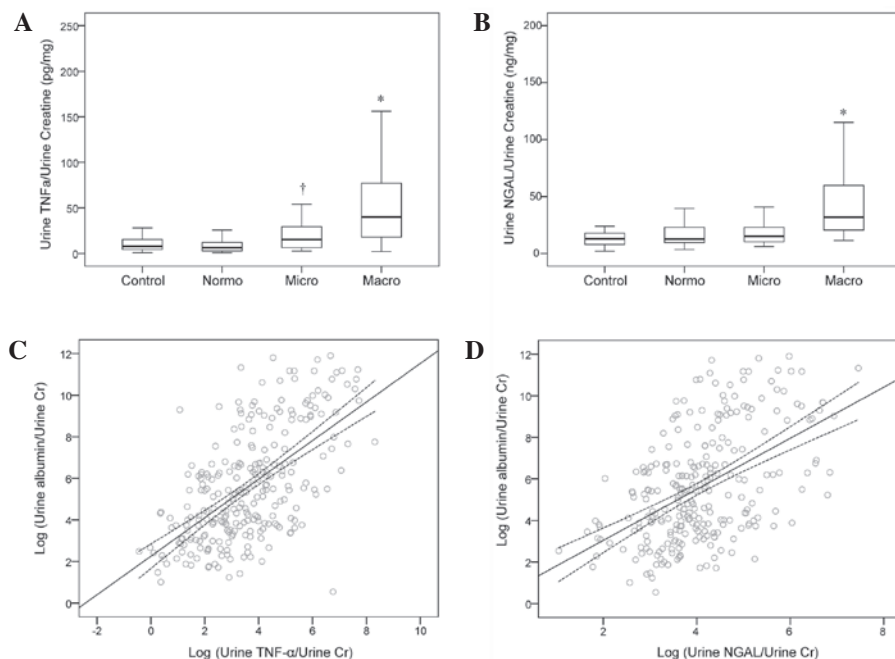 A
Urine TNFa/Urine Creatine (pg/mg)
250
200
150
100
50
0
†
*
Control Normo Micro Macro
B
Urine NGAL/Urine Creatine (ng/mg)
200
150
100
50
0
*
Control Normo Micro Macro
C
Log (Urine albumin/Urine Cr)
12
10
8
6
4
2
0
-2 0 2 4 6 8 10
Log (Urine TNF-α/Urine Cr)
D
Log (Urine albumin/Urine Cr)
12
10
8
6
4
2
0
2 4 6 8
Log (Urine NGAL/Urine Cr)